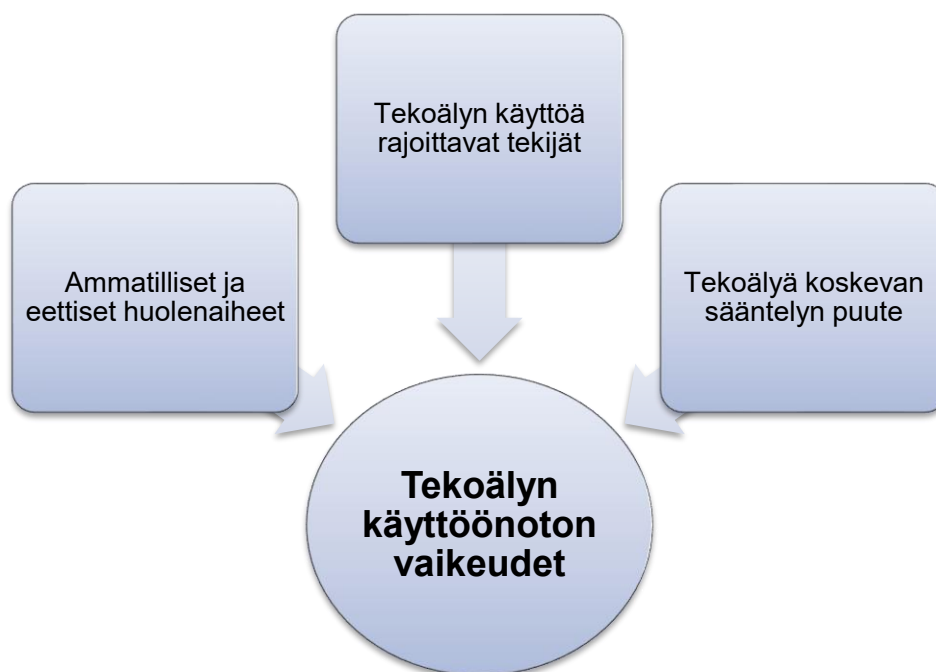 Tekoälyn käyttöä
rajoittavat tekijät
Ammatilliset ja
eettiset huolenaiheet
Tekoälyä koskevan
sääntelyn puute
Tekoälyn
käyttöönoton
vaikeudet